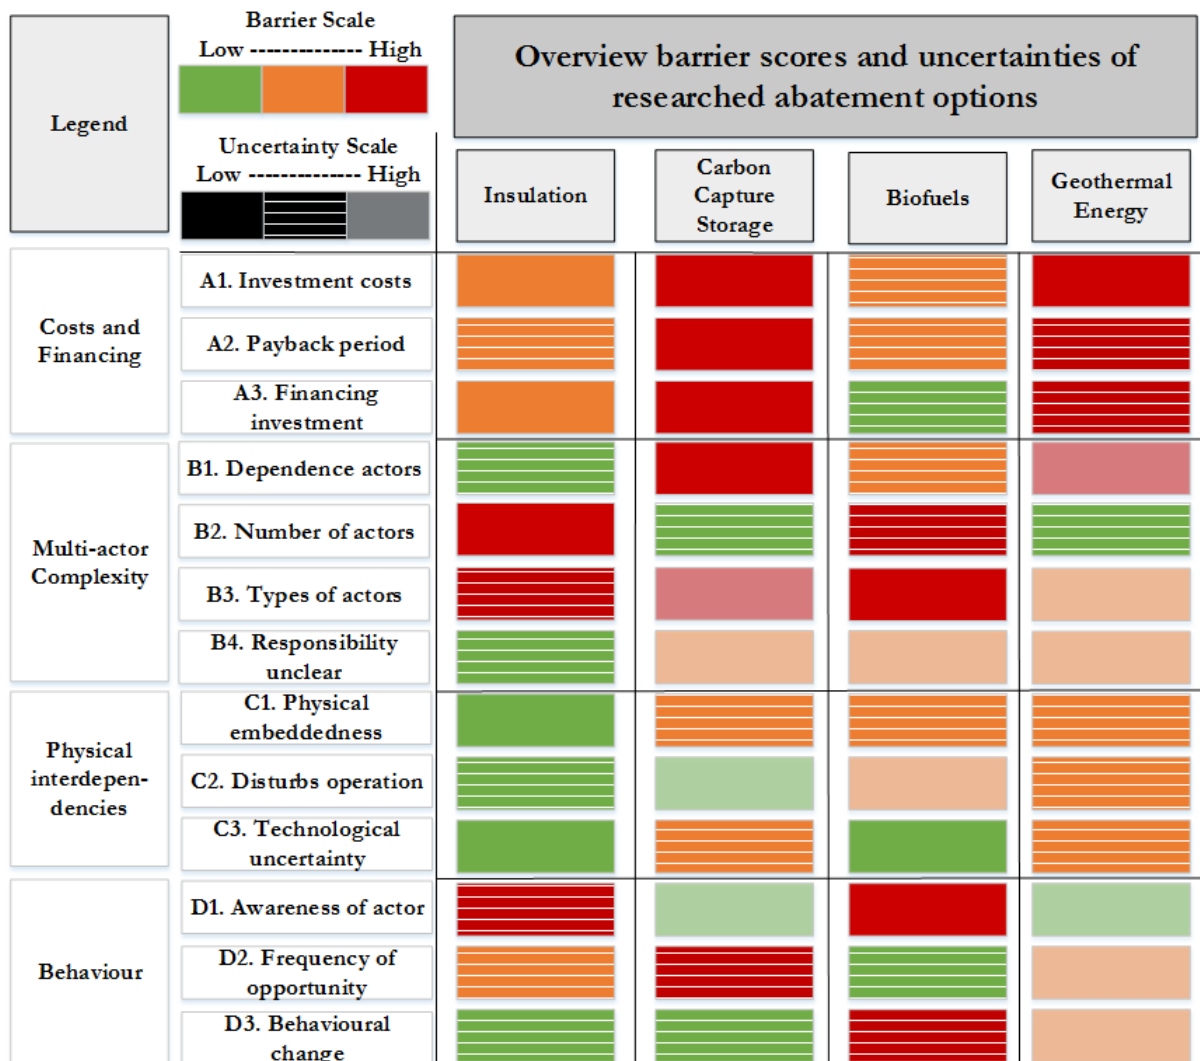 Legend
Barrier Scale
Low -------------- High
Uncertainty Scale
Low -------------- High
Overview barrier scores and uncertainties of
researched abatement options
Insulation
Carbon
Capture
Storage
Biofuels
Geothermal
Energy
Costs and
Financing
A1. Investment costs
A2. Payback period
A3. Financing
investment
Multi-actor
Complexity
B1. Dependence actors
B2. Number of actors
B3. Types of actors
B4. Responsibility
unclear
Physical
interdepen-
dencies
C1. Physical
embeddedness
C2. Disturbs operation
C3. Technological
uncertainty
Behaviour
D1. Awareness of actor
D2. Frequency of
opportunity
D3. Behavioural
change